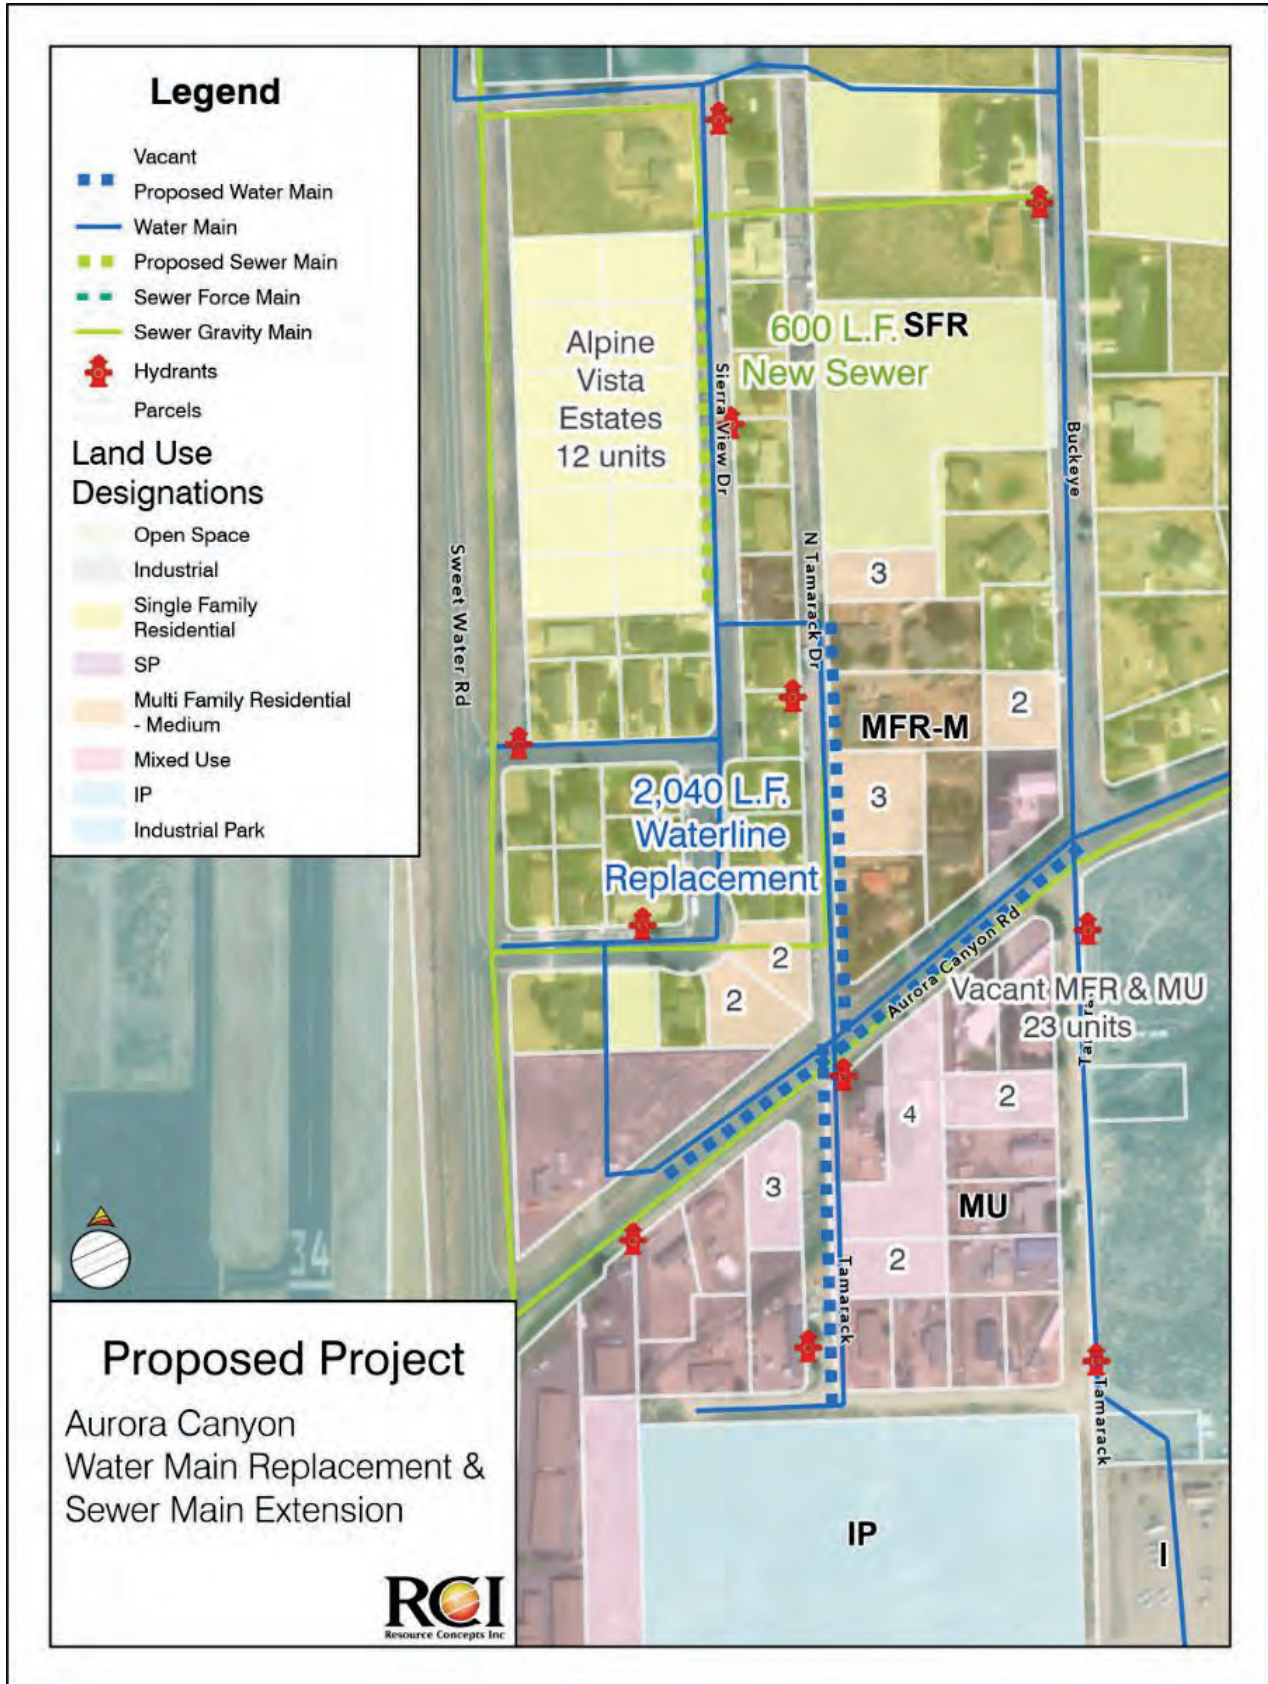 Legend
Vacant
Proposed Water Main
Water Main
Proposed Sewer Main
Sewer Force Main
Sewer Gravity Main
Hydrants
Parcels
Land Use
Designations
Open Space
Industrial
Single Family
Residential
SP
Multi Family Residential
- Medium
Mixed Use
IP
Industrial Park
Alpine
Vista
Estates
12 units
600 L.F.
New Sewer
SFR
Sierra View Dr
Buckeye
Sweet Water Rd
N Tamarack Dr
3
2
MFR-M
3
2,040 L.F.
Waterline
Replacement
2
2
Aurora Canyon Rd
Vacant MFR & MU
23 units
2
4
3
MU
2
Tamarack
Tamarack
34
IP
I
Proposed Project
Aurora Canyon
Water Main Replacement &
Sewer Main Extension
RCI
Resource Concepts Inc